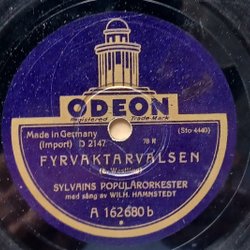 ODEON
Registered Trade-Mark
Made in Germany
(Import) D 2147 78 R (Sto-4440)
FYRVAKTARVALSEN
SYLVAINS POPULÄRORKESTER
med sång av WILH. HAMNSTEDT
A 162680 b